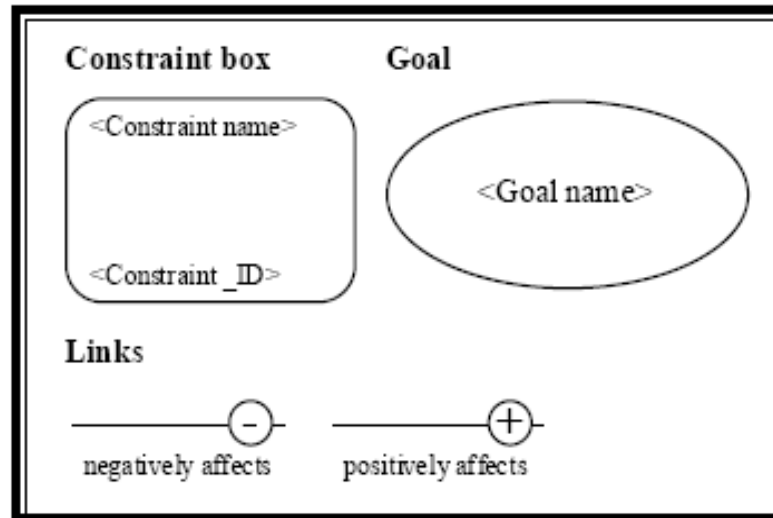 Constraint box Goal
<Constraint name>
<Goal name>
<Constraint _ID>
Links
- +
negatively affects positively affects